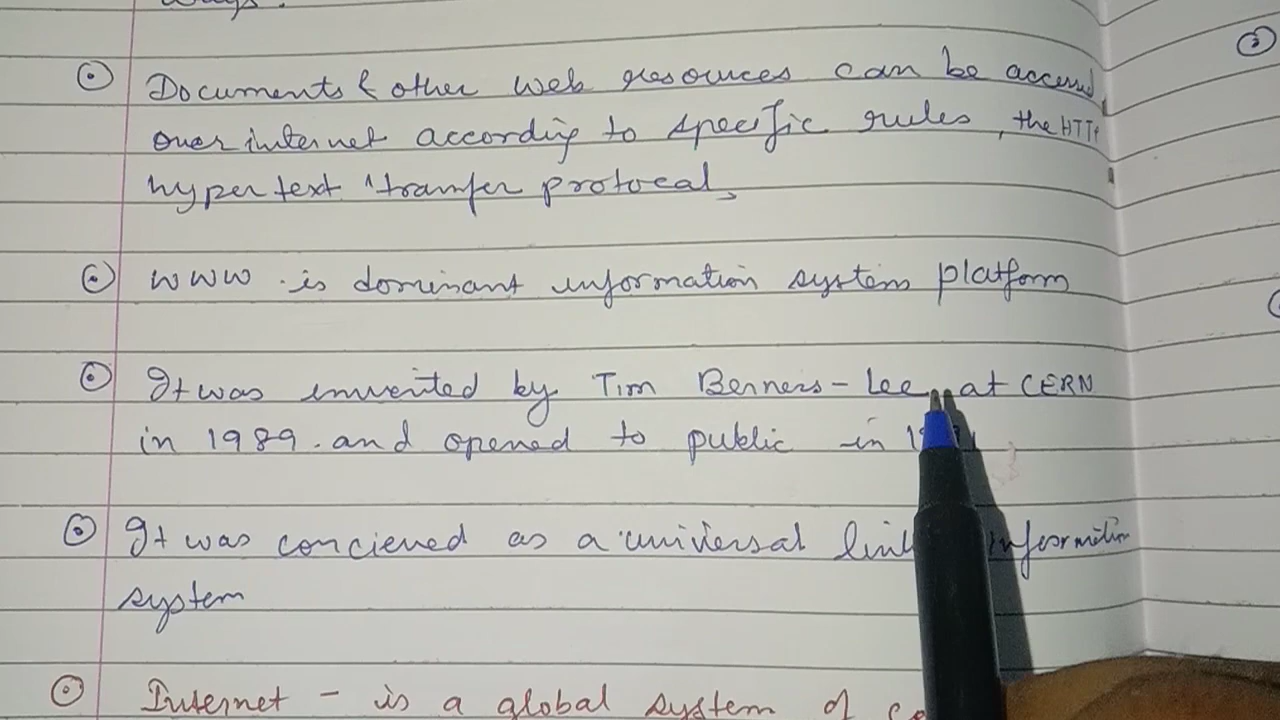 ways.
Documents & other web resources can be accessed
over internet according to specific rules, the HTTP
hypertext transfer protocal,
WWW is dominant information system platform
It was invented by Tim Berners-Lee at CERN
in 1989. and opened to public in
It was concieved as a universal information
system
Internet - is a global system of